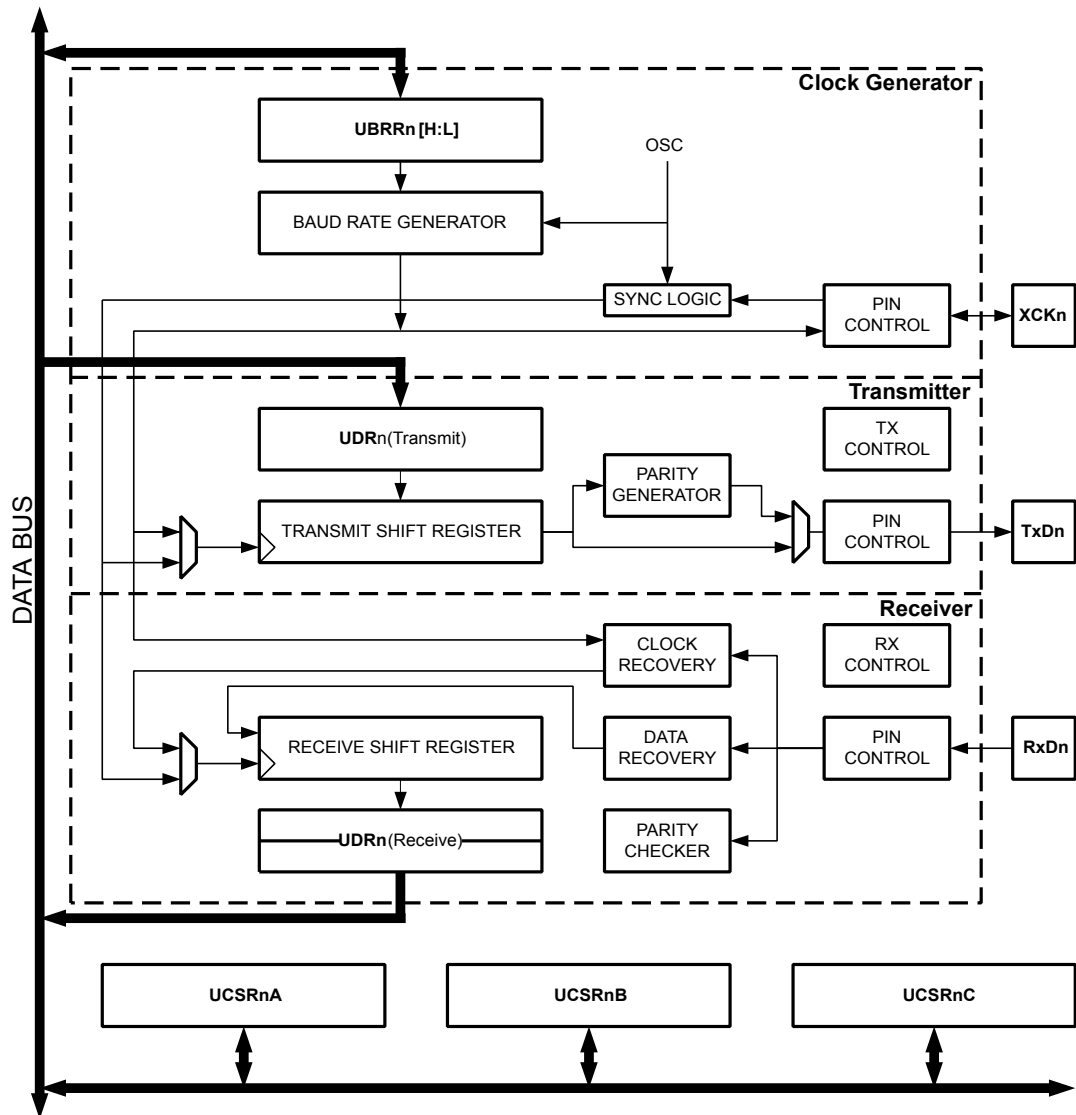 Clock Generator
UBRRn [H:L]
OSC
BAUD RATE GENERATOR
SYNC LOGIC
PIN
CONTROL
XCKn
Transmitter
UDRn(Transmit)
TX
CONTROL
PARITY
GENERATOR
TRANSMIT SHIFT REGISTER
PIN
CONTROL
TxDn
DATA BUS
Receiver
CLOCK
RECOVERY
RX
CONTROL
RECEIVE SHIFT REGISTER
DATA
RECOVERY
PIN
CONTROL
RxDn
UDRn(Receive)
PARITY
CHECKER
UCSRnA
UCSRnB
UCSRnC